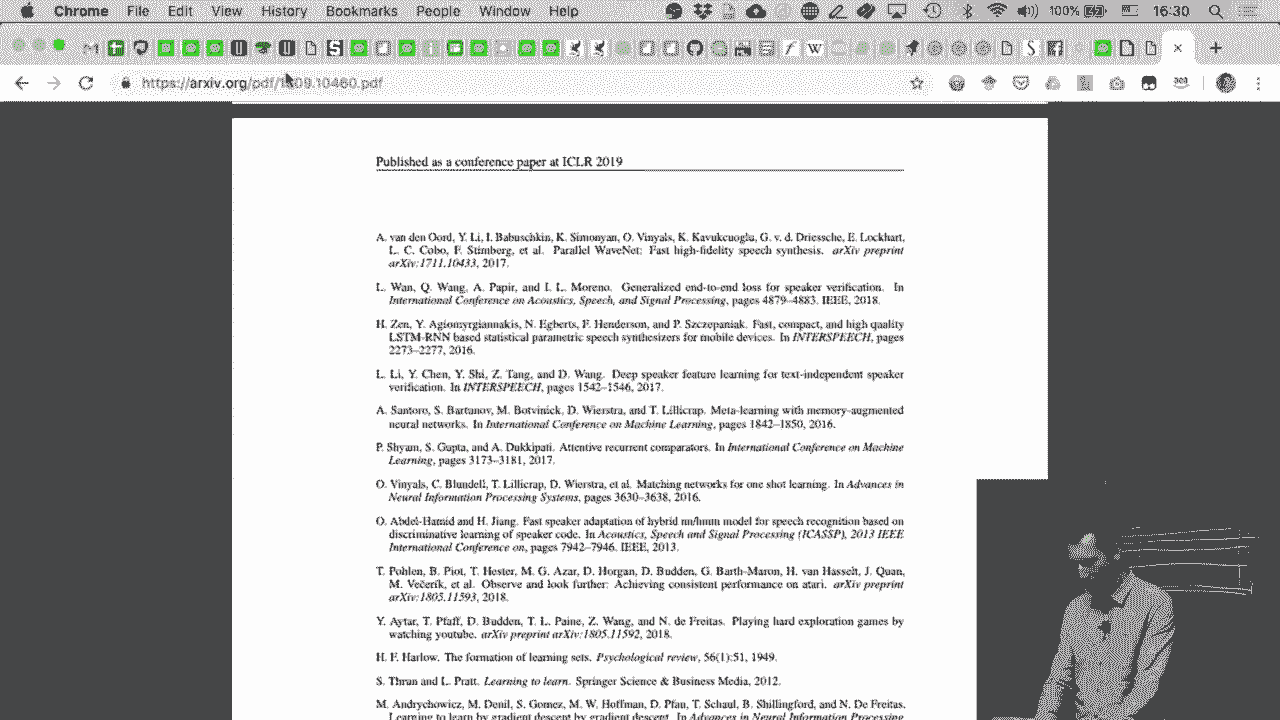 Chrome File Edit View History Bookmarks People Window Help 100% 16:30
https://arxiv.org/pdf/1809.10460.pdf
Published as a conference paper at ICLR 2019
A. van den Oord, Y. Li, I. Babuschkin, K. Simonyan, O. Vinyals, K. Kavukcuoglu, G. v. d. Driessche, E. Lockhart,
L. C. Cobo, F. Stimberg, et al. Parallel WaveNet: Fast high-fidelity speech synthesis. arXiv preprint
arXiv:1711.10433, 2017.
L. Wan, Q. Wang, A. Papir, and I. L. Moreno. Generalized end-to-end loss for speaker verification. In
International Conference on Acoustics, Speech, and Signal Processing, pages 4879–4883. IEEE, 2018.
H. Zen, Y. Agiomyrgiannakis, N. Egberts, F. Henderson, and P. Szczepaniak. Fast, compact, and high quality
LSTM-RNN based statistical parametric speech synthesizers for mobile devices. In INTERSPEECH, pages
2273–2277, 2016.
L. Li, Y. Chen, Y. Shi, Z. Tang, and D. Wang. Deep speaker feature learning for text-independent speaker
verification. In INTERSPEECH, pages 1542–1546, 2017.
A. Santoro, S. Bartunov, M. Botvinick, D. Wierstra, and T. Lillicrap. Meta-learning with memory-augmented
neural networks. In International Conference on Machine Learning, pages 1842–1850, 2016.
P. Shyam, S. Gupta, and A. Dukkipati. Attentive recurrent comparators. In International Conference on Machine
Learning, pages 3173–3181, 2017.
O. Vinyals, C. Blundell, T. Lillicrap, D. Wierstra, et al. Matching networks for one shot learning. In Advances in
Neural Information Processing Systems, pages 3630–3638, 2016.
O. Abdel-Hamid and H. Jiang. Fast speaker adaptation of hybrid nn/hmm model for speech recognition based on
discriminative learning of speaker code. In Acoustics, Speech and Signal Processing (ICASSP), 2013 IEEE
International Conference on, pages 7942–7946. IEEE, 2013.
T. Pohlen, B. Piot, T. Hester, M. G. Azar, D. Horgan, D. Budden, G. Barth-Maron, H. van Hasselt, J. Quan,
M. Večerík, et al. Observe and look further: Achieving consistent performance on atari. arXiv preprint
arXiv:1805.11593, 2018.
Y. Aytar, T. Pfaff, D. Budden, T. L. Paine, Z. Wang, and N. de Freitas. Playing hard exploration games by
watching youtube. arXiv preprint arXiv:1805.11592, 2018.
H. F. Harlow. The formation of learning sets. Psychological review, 56(1):51, 1949.
S. Thrun and L. Pratt. Learning to learn. Springer Science & Business Media, 2012.
M. Andrychowicz, M. Denil, S. Gomez, M. W. Hoffman, D. Pfau, T. Schaul, B. Shillingford, and N. De Freitas.
Learning to learn by gradient descent by gradient descent. In Advances in Neural Information Processing